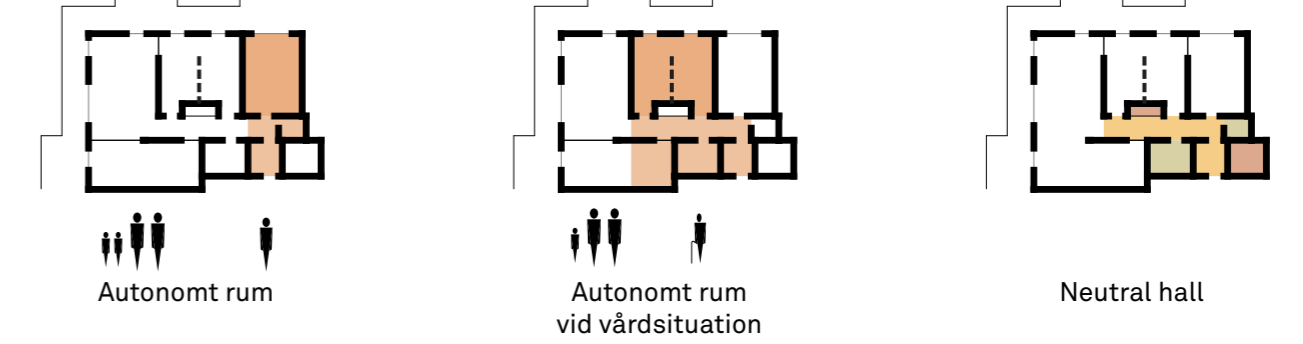 Autonomt rum
Autonomt rum
vid vårdsituation
Neutral hall